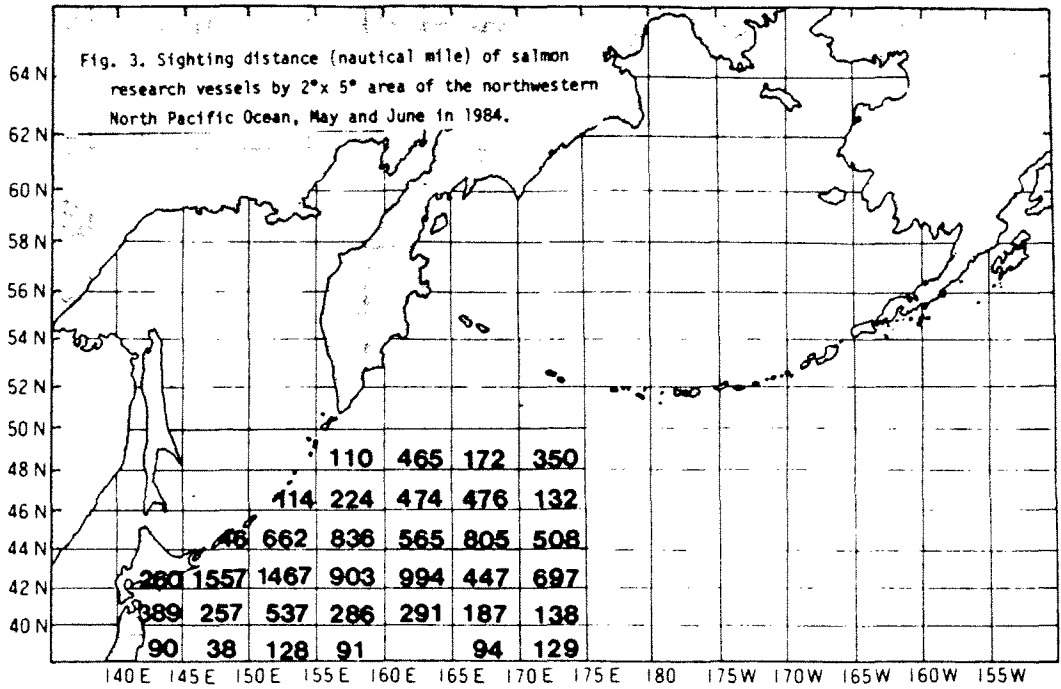 Fig. 3. Sighting distance (nautical mile) of salmon
research vessels by 2°x 5° area of the northwestern
North Pacific Ocean, May and June in 1984.
64 N
62 N
60 N
58 N
56 N
54 N
52 N
50 N
110 465 172 350
48 N
114 224 474 476 132
46 N
46 662 836 565 805 508
44 N
260 1557 1467 903 994 447 697
42 N
389 257 537 286 291 187 138
40 N
90 38 128 91 94 129
140 E 145 E 150 E 155 E 160 E 165 E 170 E 175 E 180 175 W 170 W 165 W 160 W 155 W